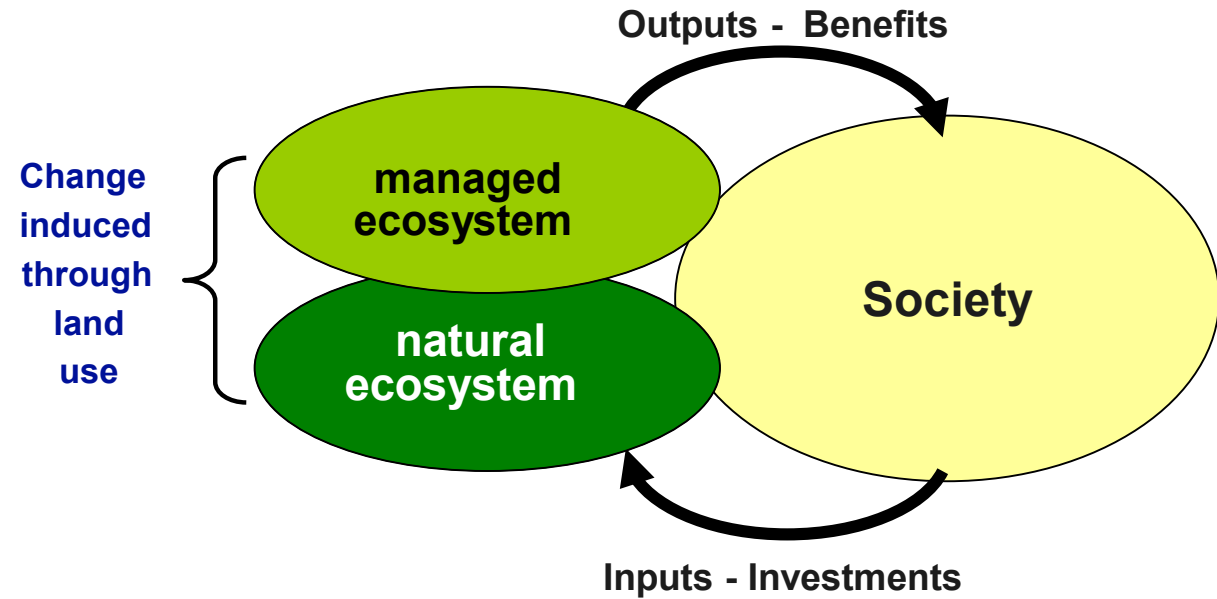 Outputs - Benefits
Change
induced
through
land
use
managed
ecosystem
natural
ecosystem
Society
Inputs - Investments